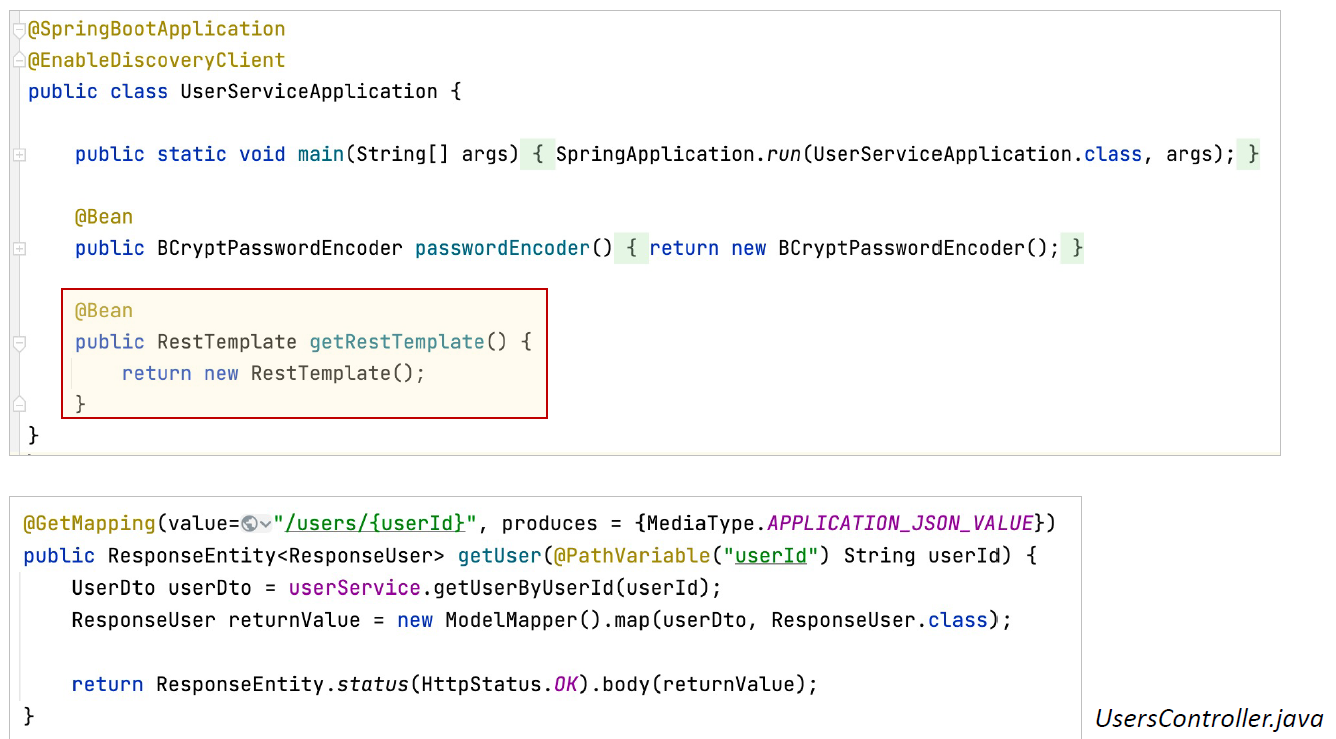 @SpringBootApplication
@EnableDiscoveryClient
public class UserServiceApplication {
public static void main(String[] args) { SpringApplication.run(UserServiceApplication.class, args); }
@Bean
public BCryptPasswordEncoder passwordEncoder() { return new BCryptPasswordEncoder(); }
@Bean
public RestTemplate getRestTemplate() {
return new RestTemplate();
}
}
@GetMapping(value="/users/{userId}", produces = {MediaType.APPLICATION_JSON_VALUE})
public ResponseEntity<ResponseUser> getUser(@PathVariable("userId") String userId) {
UserDto userDto = userService.getUserByUserId(userId);
ResponseUser returnValue = new ModelMapper().map(userDto, ResponseUser.class);
return ResponseEntity.status(HttpStatus.OK).body(returnValue);
}
UsersController.java